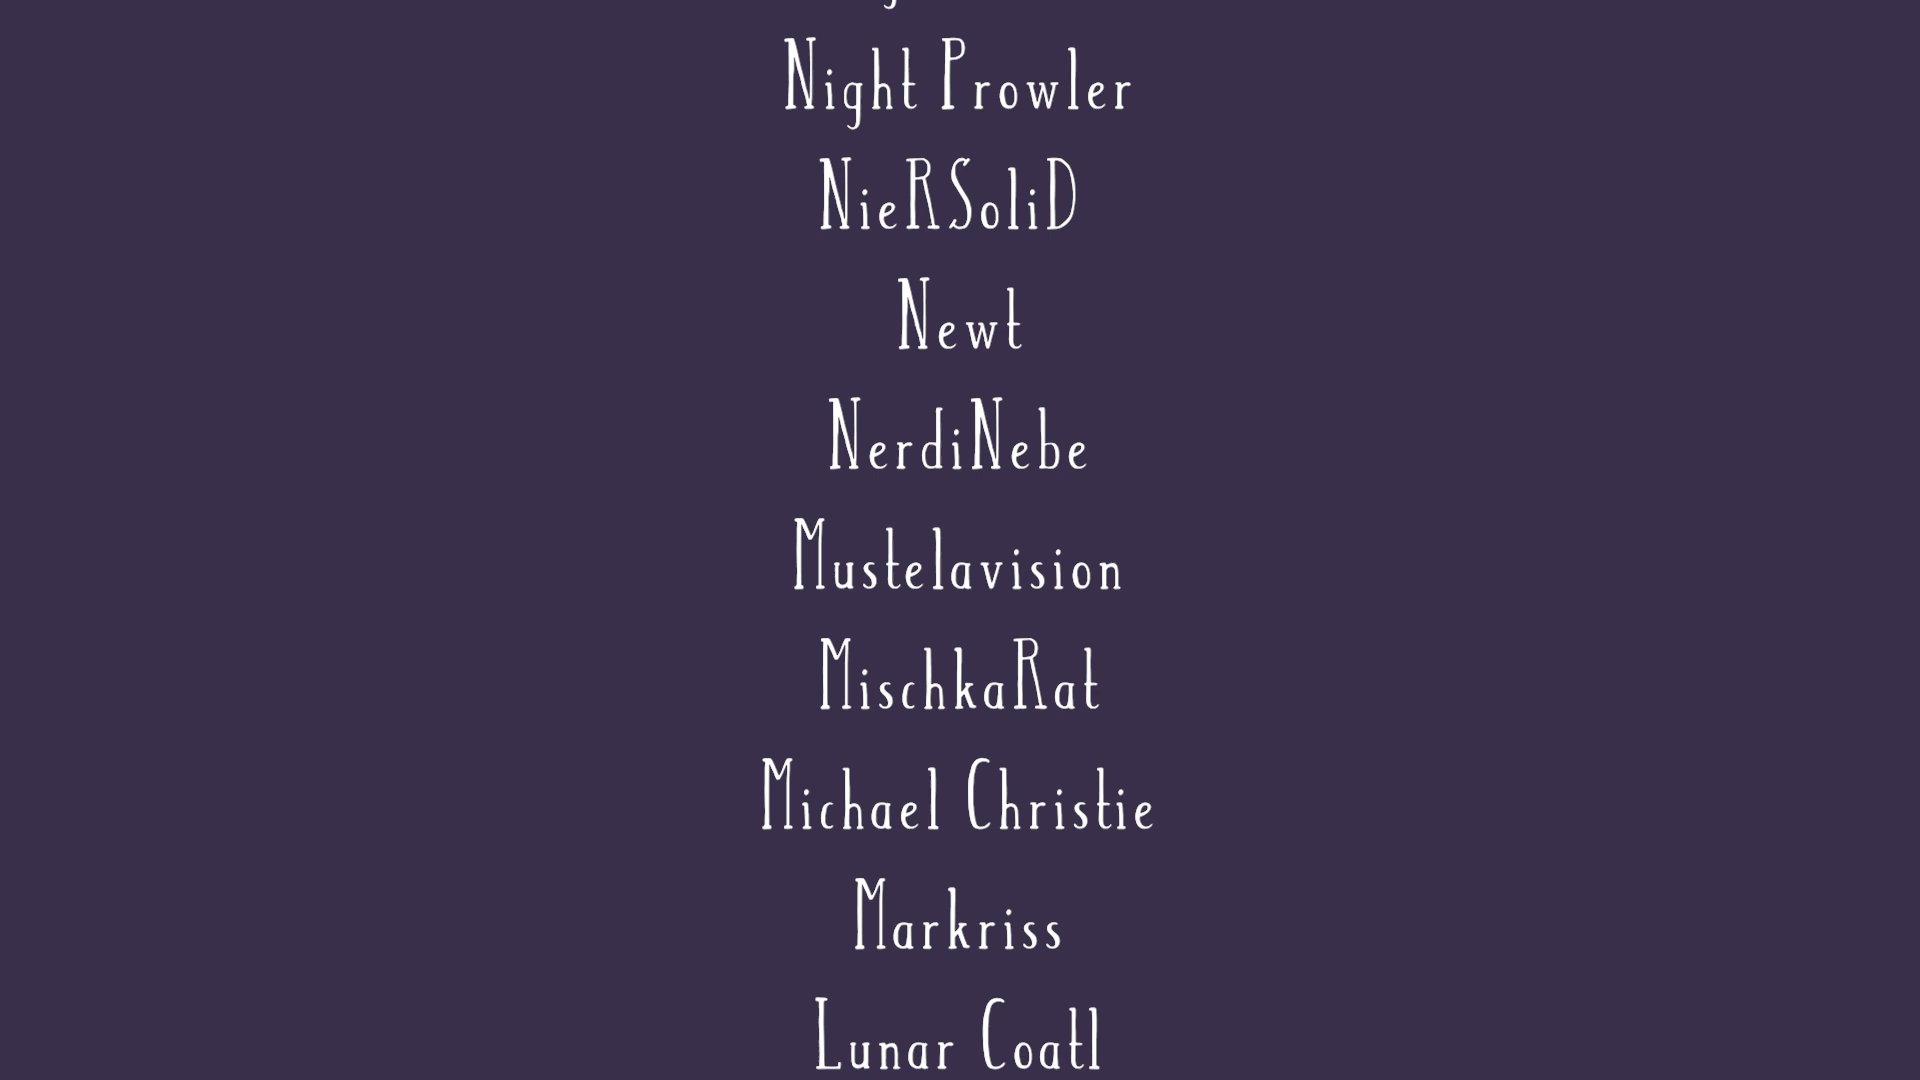 Night Prowler
NieRSoliD
Newt
NerdiNebe
Mustelavision
MischkaRat
Michael Christie
Markriss
Lunar Coatl